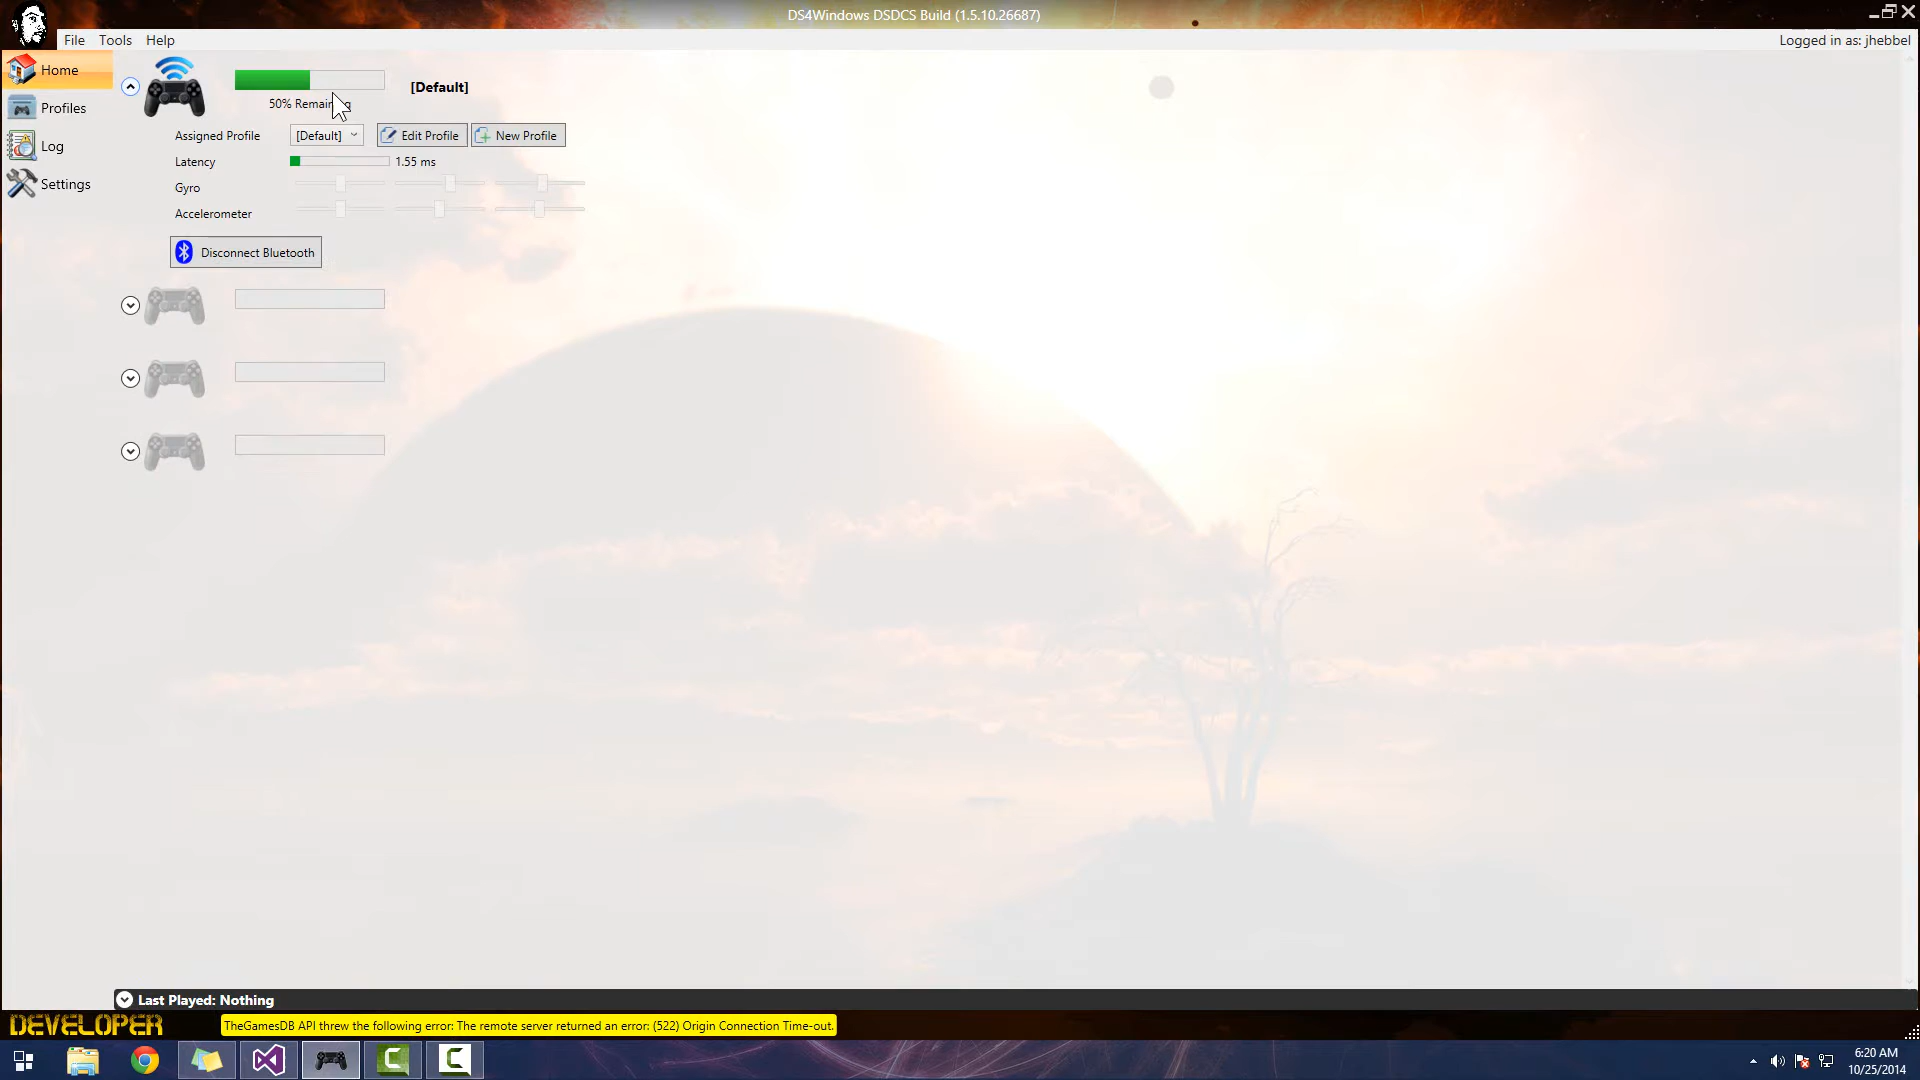 DS4Windows DSDCS Build (1.5.10.26687)
File Tools Help
Logged in as: jhebbel
Home
Profiles
Log
Settings
[Default]
50% Remaining
Assigned Profile [Default] Edit Profile New Profile
Latency 1.55 ms
Gyro
Accelerometer
Disconnect Bluetooth
Last Played: Nothing
DEVELOPER
TheGamesDB API threw the following error: The remote server returned an error: (522) Origin Connection Time-out.
6:20 AM
10/25/2014